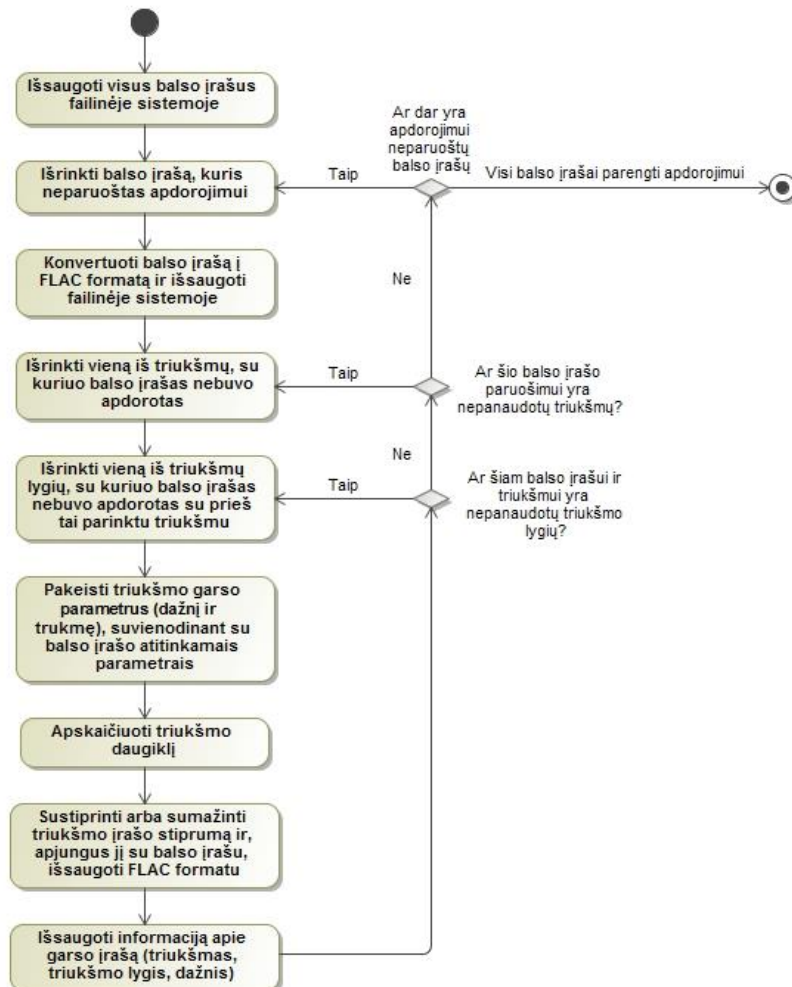 Išsaugoti visus balso įrašus
failinėje sistemoje
Ar dar yra
apdorojimui
neparuoštų
balso įrašų
Išrinkti balso įrašą, kuris
neparuoštas apdorojimui
Taip
Visi balso įrašai parengti apdorojimui
Konvertuoti balso įrašą į
FLAC formatą ir išsaugoti
failinėje sistemoje
Ne
Išrinkti vieną iš triukšmų, su
kuriuo balso įrašas nebuvo
apdorotas
Taip
Ar šio balso įrašo
paruošimui yra
nepanaudotų triukšmų?
Ne
Išrinkti vieną iš triukšmų
lygių, su kuriuo balso įrašas
nebuvo apdorotas su prieš
tai parinktu triukšmu
Taip
Ar šiam balso įrašui ir
triukšmui yra
nepanaudotų triukšmo
lygių?
Pakeisti triukšmo garso
parametrus (dažnį ir
trukmę), suvienodinant su
balso įrašo atitinkamais
parametrais
Apskaičiuoti triukšmo
daugiklį
Sustiprinti arba sumažinti
triukšmo įrašo stiprumą ir,
apjungus jį su balso įrašu,
išsaugoti FLAC formatu
Išsaugoti informaciją apie
garso įrašą (triukšmas,
triukšmo lygis, dažnis)